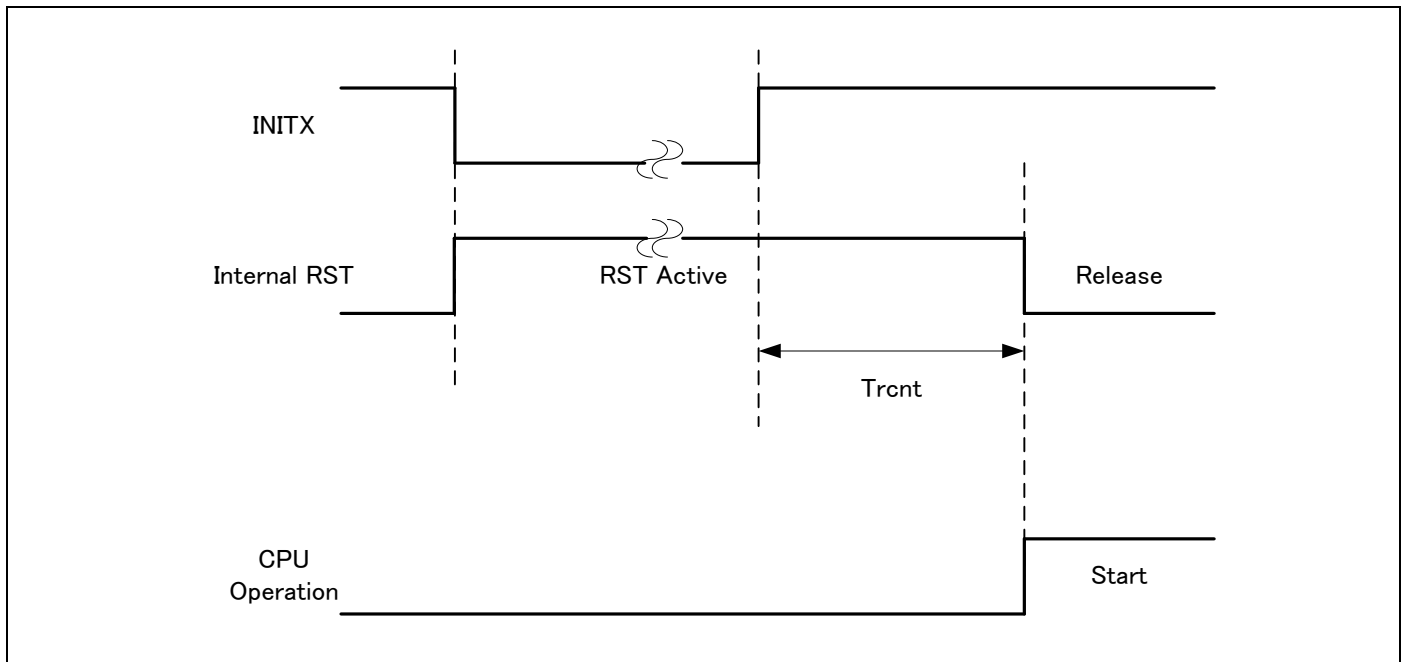 INITX
Internal RST
RST Active
Release
Trcnt
CPU
Operation
Start